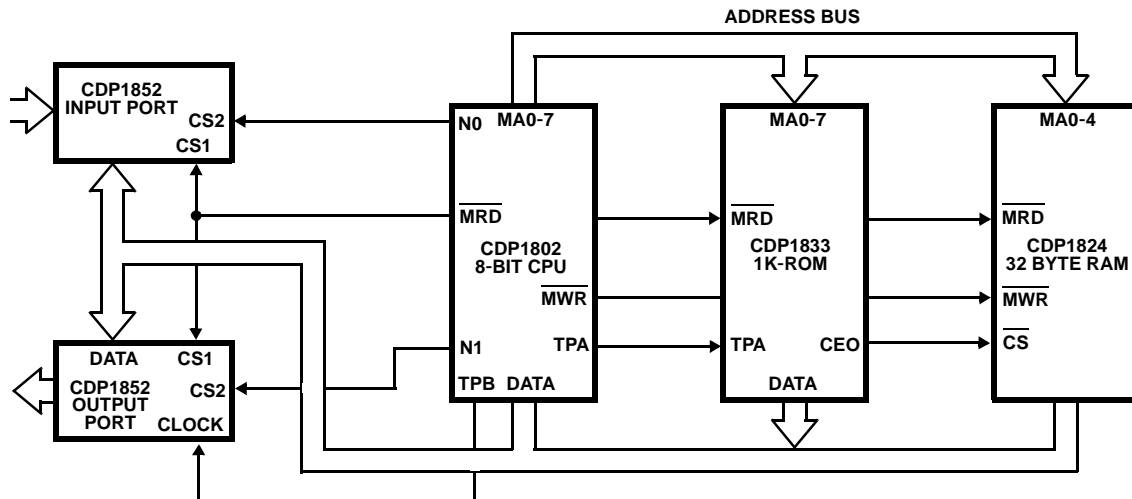 ADDRESS BUS
CDP1852
INPUT PORT
CS2
CS1
N0
MA0-7
MRD
CDP1802
8-BIT CPU
MWR
N1
TPA
TPB
DATA
MA0-7
MRD
CDP1833
1K-ROM
TPA
CEO
DATA
MA0-4
MRD
CDP1824
32 BYTE RAM
MWR
CS
DATA
CS1
CDP1852
OUTPUT
PORT
CS2
CLOCK